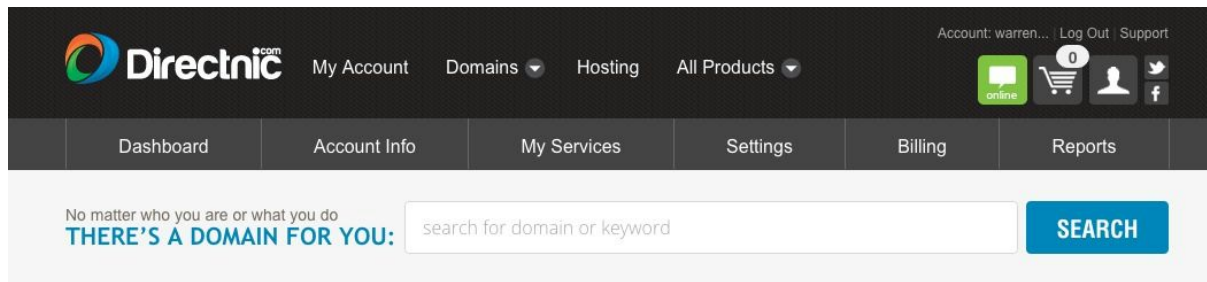 Account: warren... | Log Out | Support
Directnic.com My Account Domains Hosting All Products
0
online
Dashboard Account Info My Services Settings Billing Reports
No matter who you are or what you do
THERE'S A DOMAIN FOR YOU: search for domain or keyword SEARCH